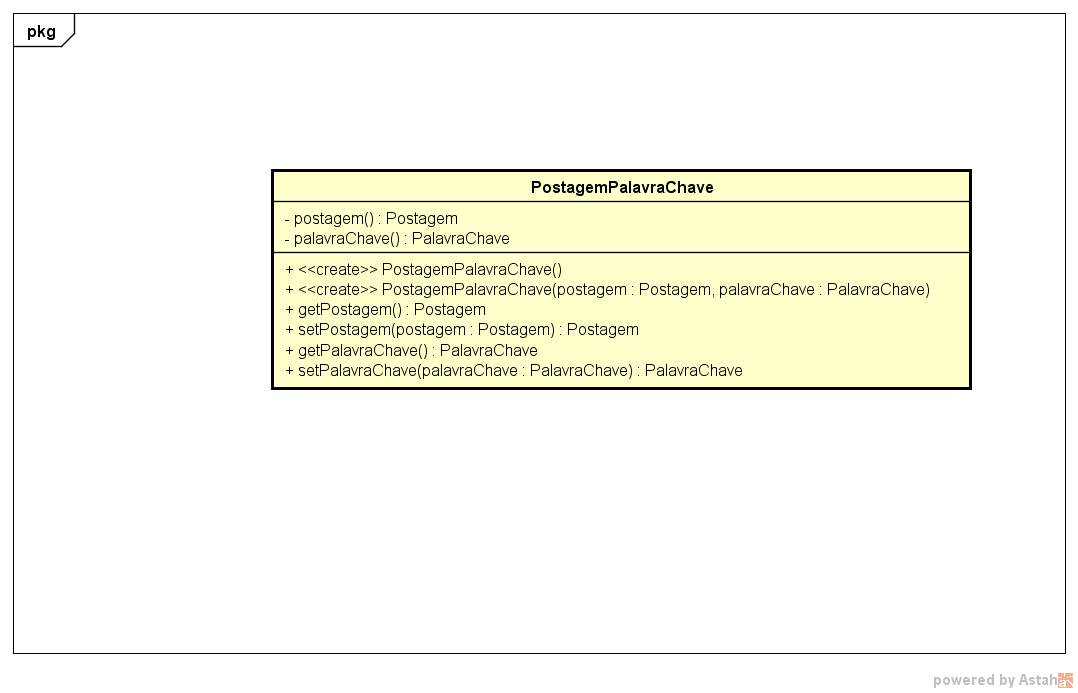 pkg
PostagemPalavraChave
- postagem() : Postagem
- palavraChave() : PalavraChave
+ <<create>> PostagemPalavraChave()
+ <<create>> PostagemPalavraChave(postagem : Postagem, palavraChave : PalavraChave)
+ getPostagem() : Postagem
+ setPostagem(postagem : Postagem) : Postagem
+ getPalavraChave() : PalavraChave
+ setPalavraChave(palavraChave : PalavraChave) : PalavraChave
powered by Astah